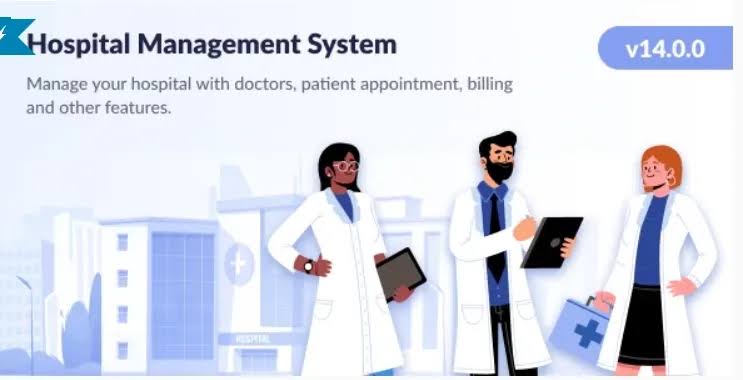 Hospital Management System
v14.0.0
Manage your hospital with doctors, patient appointment, billing
and other features.
HOSPITAL